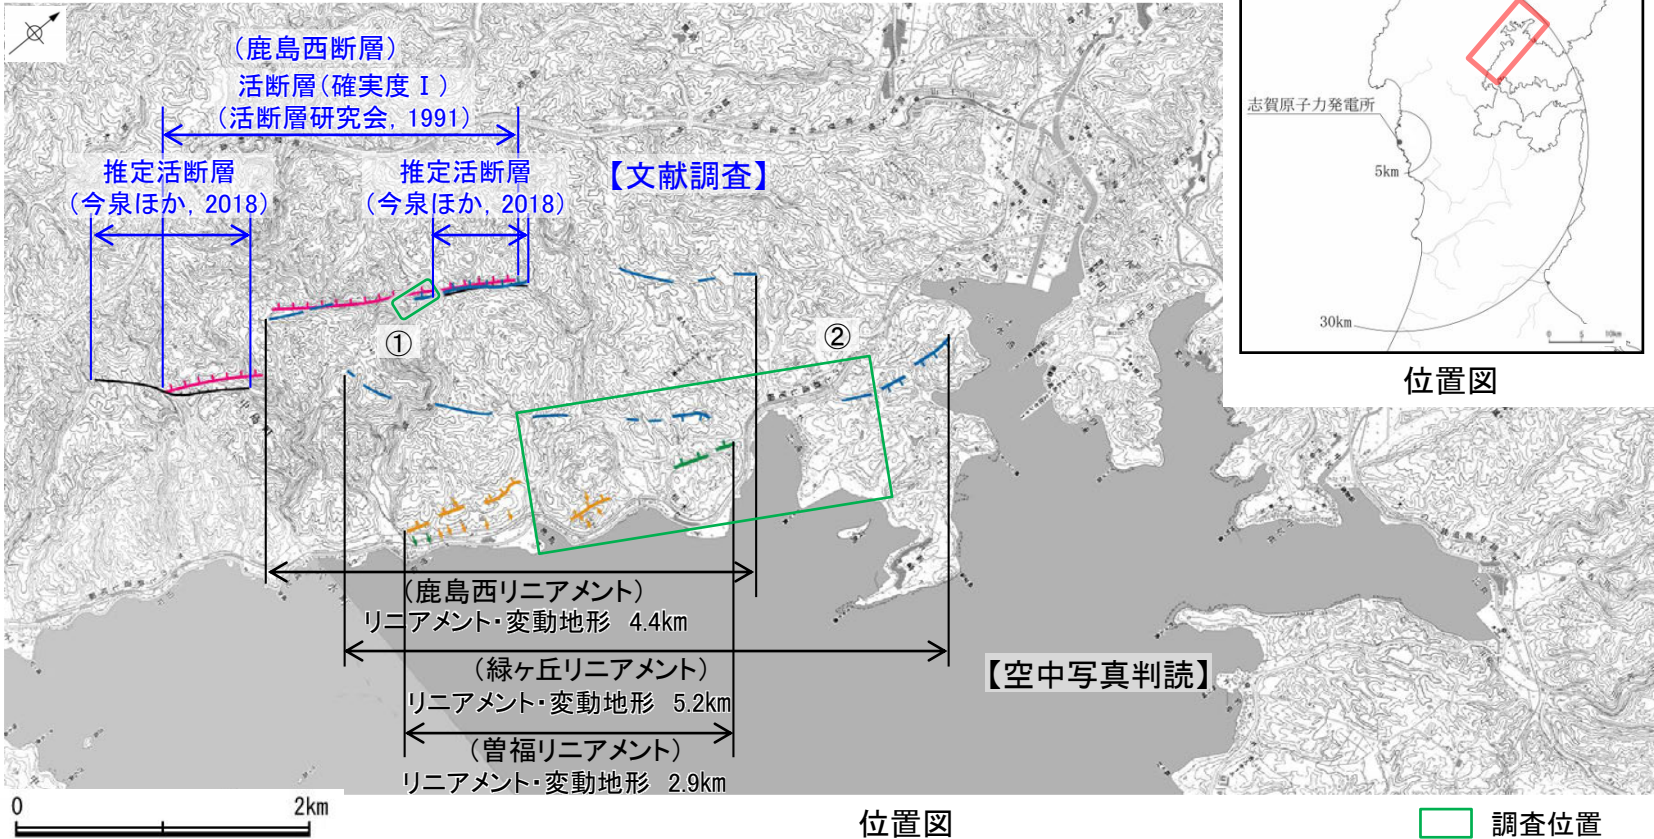 (鹿島西断層)
活断層(確実度Ⅰ)
(活断層研究会, 1991)
推定活断層
(今泉ほか, 2018)
推定活断層
(今泉ほか, 2018)
【文献調査】
①
②
(鹿島西リニアメント)
リニアメント・変動地形 4.4km
(緑ヶ丘リニアメント)
リニアメント・変動地形 5.2km
(曽福リニアメント)
リニアメント・変動地形 2.9km
【空中写真判読】
0 2km
位置図
調査位置
志賀原子力発電所
5km
30km
0 5 10km
位置図